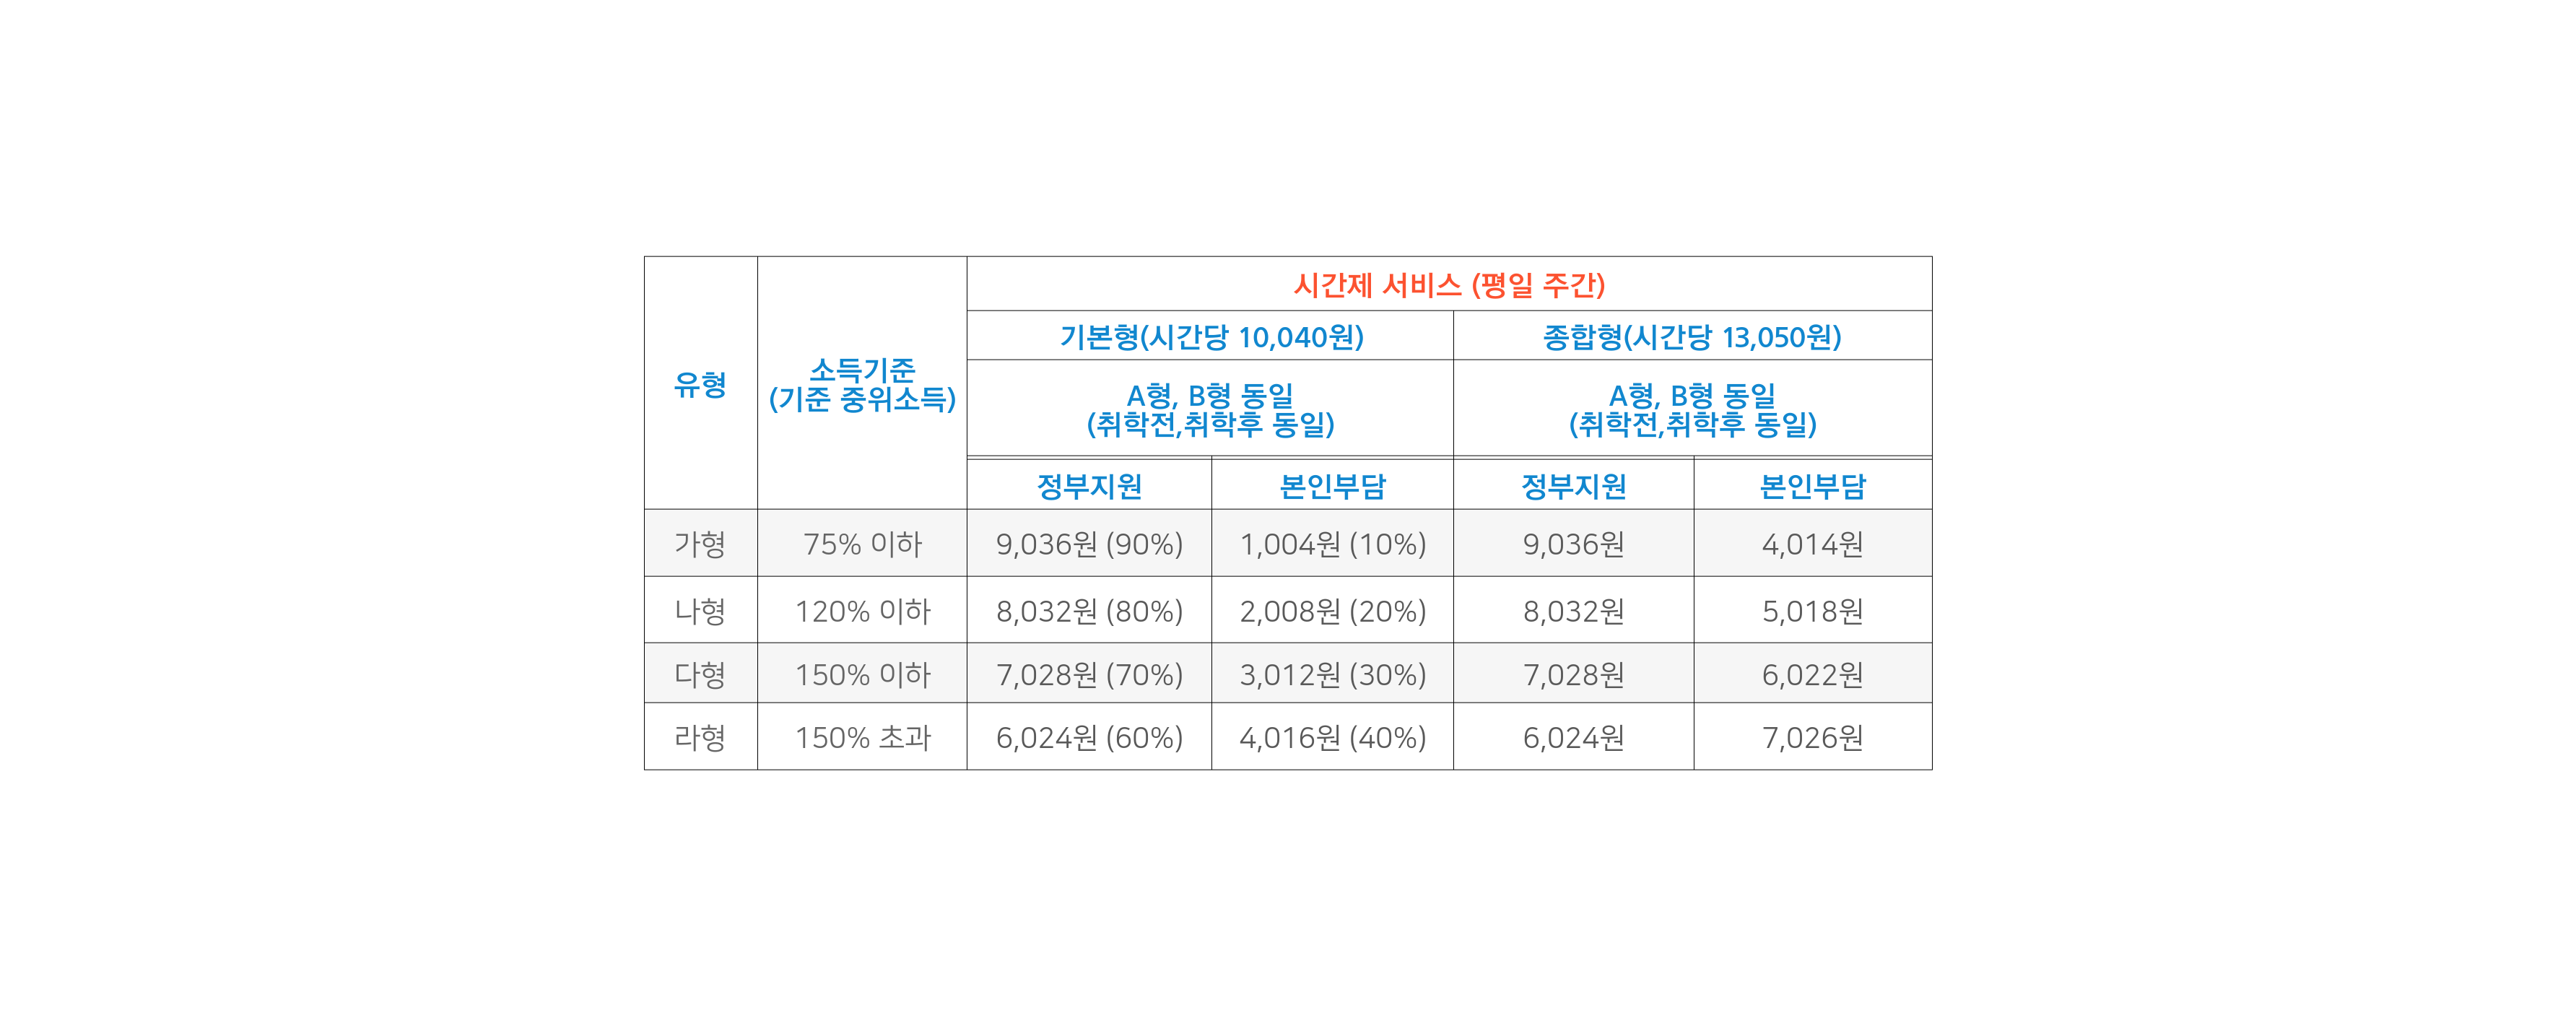 시간제 서비스 (평일 주간)
기본형(시간당 10,040원) 종합형(시간당 13,050원)
유형 소득기준
(기준 중위소득)
A형, B형 동일
(취학전,취학후 동일)
A형, B형 동일
(취학전,취학후 동일)
정부지원 본인부담 정부지원 본인부담
가형 75% 이하 9,036원 (90%) 1,004원 (10%) 9,036원 4,014원
나형 120% 이하 8,032원 (80%) 2,008원 (20%) 8,032원 5,018원
다형 150% 이하 7,028원 (70%) 3,012원 (30%) 7,028원 6,022원
라형 150% 초과 6,024원 (60%) 4,016원 (40%) 6,024원 7,026원